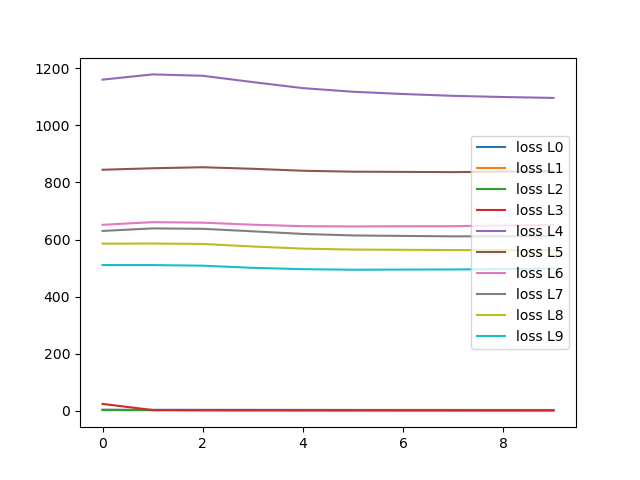 1200
1000
800
600
400
200
0
0 2 4 6 8
loss L0
loss L1
loss L2
loss L3
loss L4
loss L5
loss L6
loss L7
loss L8
loss L9